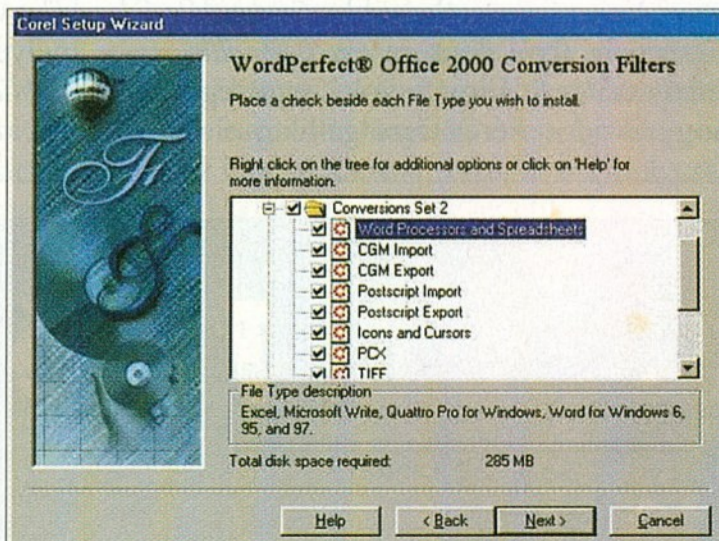 Corel Setup Wizard
WordPerfect® Office 2000 Conversion Filters
Place a check beside each File Type you wish to install.
Right click on the tree for additional options or click on 'Help' for
more information.
Conversions Set 2
Word Processors and Spreadsheets
CGM Import
CGM Export
Postscript Import
Postscript Export
Icons and Cursors
PCX
TIFF
File Type description
Excel, Microsoft Write, Quattro Pro for Windows, Word for Windows 6,
95, and 97.
Total disk space required: 285 MB
Help < Back Next > Cancel